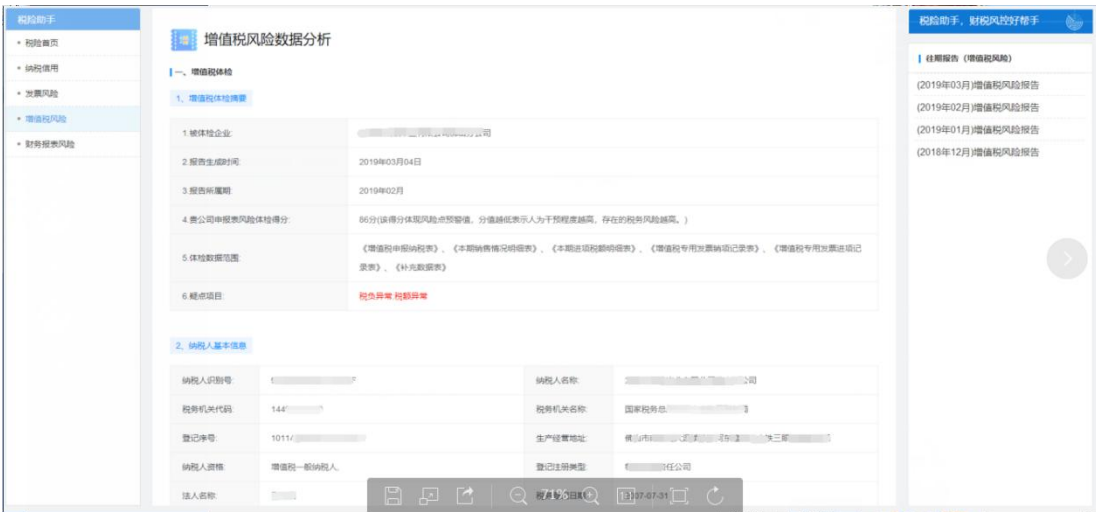 税险助手
税险首页
纳税信用
发票风险
增值税风险
财务报表风险
增值税风险数据分析
一、增值税体检
1、增值税体检摘要
1.被体检企业:
公司
2.报告生成时间: 2019年03月04日
3.报告所属期: 2019年02月
4.贵公司申报表风险体检得分: 86分(该得分体现风险点预警值，分值越低表示人为干预程度越高，存在的税务风险越高。)
5.体检数据范围: 《增值税申报纳税表》、《本期销售情况明细表》、《本期进项税额明细表》、《增值税专用发票销项记录表》、《增值税专用发票进项记
录表》、《补充数据表》
6.疑点项目: 税负异常 税额异常
2、纳税人基本信息
纳税人识别号: 纳税人名称: 公司
税务机关代码: 144 税务机关名称: 国家税务总
登记序号: 1011 生产经营地址:
纳税人资格: 增值税一般纳税人 登记注册类型: 任公司
法人名称: 07-07-31
71%
税险助手，财税风控好帮手
往期报告（增值税风险）
(2019年03月)增值税风险报告
(2019年02月)增值税风险报告
(2019年01月)增值税风险报告
(2018年12月)增值税风险报告